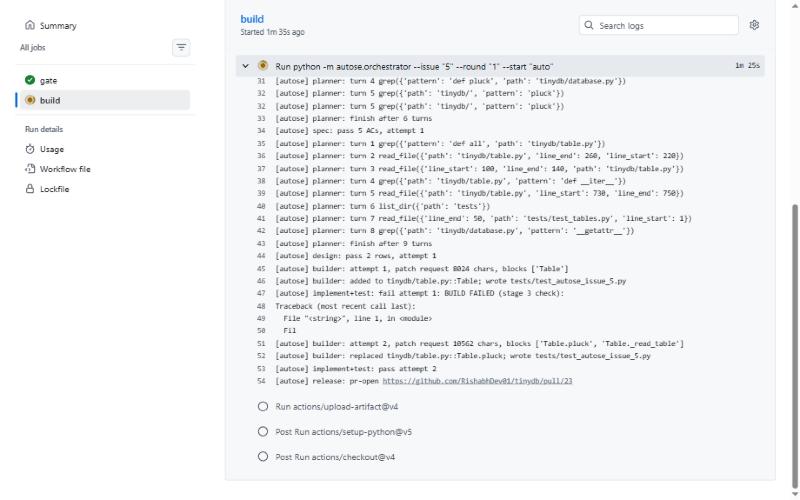 Summary
All jobs
gate
build
Run details
Usage
Workflow file
Lockfile
build
Started 1m 35s ago
Search logs
Run python -m autose.orchestrator --issue "5" --round "1" --start "auto"
1m 25s
31 [autose] planner: turn 4 grep({'pattern': 'def pluck', 'path': 'tinydb/database.py'})
32 [autose] planner: turn 5 grep({'path': 'tinydb/', 'pattern': 'pluck'})
32 [autose] planner: turn 5 grep({'path': 'tinydb/', 'pattern': 'pluck'})
33 [autose] planner: finish after 6 turns
34 [autose] spec: pass 5 ACs, attempt 1
35 [autose] planner: turn 1 grep({'pattern': 'def all', 'path': 'tinydb/table.py'})
36 [autose] planner: turn 2 read_file({'path': 'tinydb/table.py', 'line_end': 260, 'line_start': 220})
37 [autose] planner: turn 3 read_file({'line_start': 100, 'line_end': 140, 'path': 'tinydb/table.py'})
38 [autose] planner: turn 4 grep({'path': 'tinydb/table.py', 'pattern': 'def __iter__'})
39 [autose] planner: turn 5 read_file({'path': 'tinydb/table.py', 'line_start': 730, 'line_end': 750})
40 [autose] planner: turn 6 list_dir({'path': 'tests'})
41 [autose] planner: turn 7 read_file({'line_end': 50, 'path': 'tests/test_tables.py', 'line_start': 1})
42 [autose] planner: turn 8 grep({'path': 'tinydb/database.py', 'pattern': '__getattr__'})
43 [autose] planner: finish after 9 turns
44 [autose] design: pass 2 rows, attempt 1
45 [autose] builder: attempt 1, patch request 8024 chars, blocks ['Table']
46 [autose] builder: added to tinydb/table.py::Table; wrote tests/test_autose_issue_5.py
47 [autose] implement+test: fail attempt 1: BUILD FAILED (stage 3 check):
48 Traceback (most recent call last):
49 File "<string>", line 1, in <module>
50 Fil
51 [autose] builder: attempt 2, patch request 10562 chars, blocks ['Table.pluck', 'Table._read_table']
52 [autose] builder: replaced tinydb/table.py::Table.pluck; wrote tests/test_autose_issue_5.py
53 [autose] implement+test: pass attempt 2
54 [autose] release: pr-open https://github.com/RishabhDev01/tinydb/pull/23
Run actions/upload-artifact@v4
Post Run actions/setup-python@v5
Post Run actions/checkout@v4